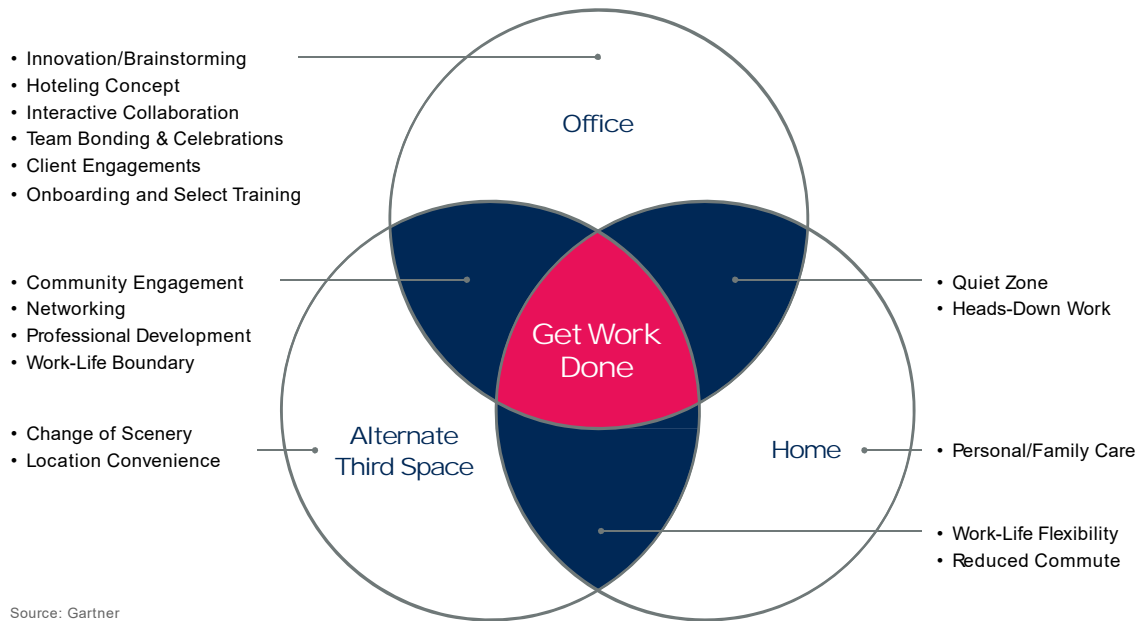 • Innovation/Brainstorming
• Hoteling Concept
• Interactive Collaboration
• Team Bonding & Celebrations
• Client Engagements
• Onboarding and Select Training
Office
• Community Engagement
• Networking
• Professional Development
• Work-Life Boundary
• Quiet Zone
• Heads-Down Work
Get Work
Done
• Change of Scenery
• Location Convenience
Alternate
Third Space
Home
• Personal/Family Care
• Work-Life Flexibility
• Reduced Commute
Source: Gartner